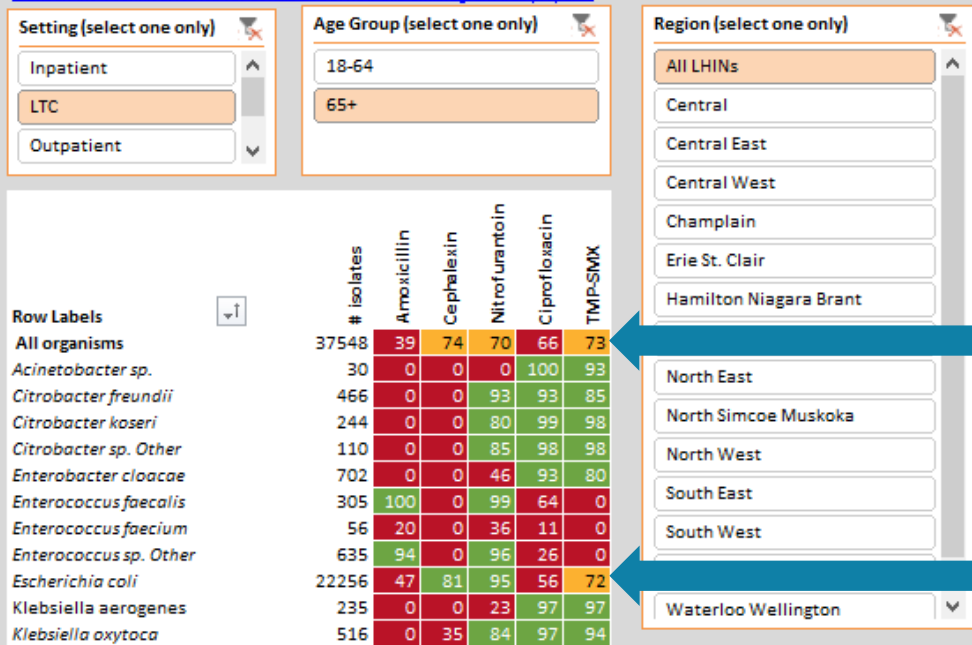 Setting (select one only)
Inpatient
LTC
Outpatient
Age Group (select one only)
18-64
65+
Region (select one only)
All LHINs
Central
Central East
Central West
Champlain
Erie St. Clair
Hamilton Niagara Brant
North East
North Simcoe Muskoka
North West
South East
South West
Waterloo Wellington
Row Labels # isolates Amoxicillin Cephalexin Nitrofurantoin Ciprofloxacin TMP-SMX
All organisms 37548 39 74 70 66 73
Acinetobacter sp. 30 0 0 0 100 93
Citrobacter freundii 466 0 0 93 93 85
Citrobacter koseri 244 0 0 80 99 98
Citrobacter sp. Other 110 0 0 85 98 98
Enterobacter cloacae 702 0 0 46 93 80
Enterococcus faecalis 305 100 0 99 64 0
Enterococcus faecium 56 20 0 36 11 0
Enterococcus sp. Other 635 94 0 96 26 0
Escherichia coli 22256 47 81 95 56 72
Klebsiella aerogenes 235 0 0 23 97 97
Klebsiella oxytoca 516 0 35 84 97 94